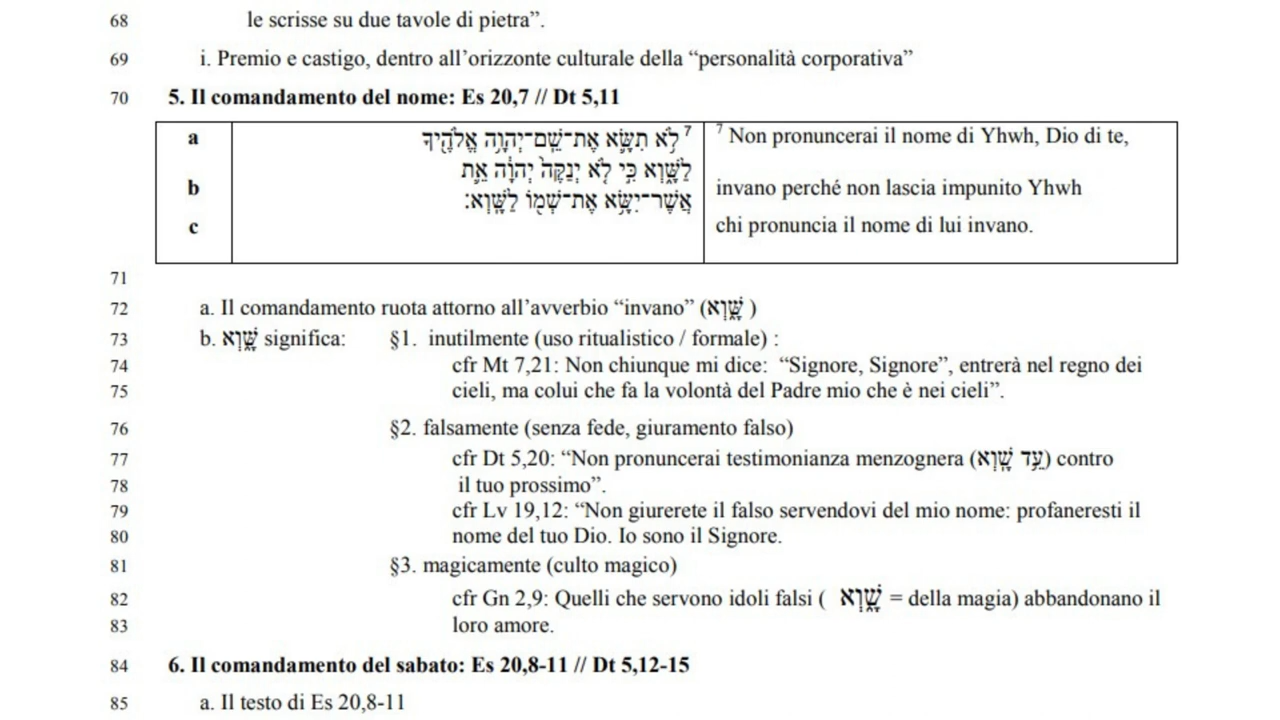 68 le scrisse su due tavole di pietra”.
69 i. Premio e castigo, dentro all’orizzonte culturale della “personalità corporativa”
70 5. Il comandamento del nome: Es 20,7 // Dt 5,11
a
b
c
7 לֹ֥א תִשָּׂ֛א אֶת־שֵֽׁם־יְהוָ֥ה אֱלֹהֶ֖יךָ
לַשָּׁ֑וְא כִּ֣י לֹ֤א יְנַקֶּה֙ יְהוָ֔ה אֵ֛ת
אֲשֶׁר־יִשָּׂ֥א אֶת־שְׁמ֖וֹ לַשָּֽׁוְא׃
7 Non pronuncerai il nome di Yhwh, Dio di te,
invano perché non lascia impunito Yhwh
chi pronuncia il nome di lui invano.
71
72 a. Il comandamento ruota attorno all’avverbio “invano” (שָּׁ֑וְא )
73 b. שָּׁ֑וְא significa: §1. inutilmente (uso ritualistico / formale) :
74 cfr Mt 7,21: Non chiunque mi dice: “Signore, Signore”, entrerà nel regno dei
75 cieli, ma colui che fa la volontà del Padre mio che è nei cieli”.
76 §2. falsamente (senza fede, giuramento falso)
77 cfr Dt 5,20: “Non pronuncerai testimonianza menzognera (עֵ֥ד שָֽׁוְא) contro
78 il tuo prossimo”.
79 cfr Lv 19,12: “Non giurerete il falso servendovi del mio nome: profaneresti il
80 nome del tuo Dio. Io sono il Signore.
81 §3. magicamente (culto magico)
82 cfr Gn 2,9: Quelli che servono idoli falsi ( שָּׁ֑וְא = della magia) abbandonano il
83 loro amore.
84 6. Il comandamento del sabato: Es 20,8-11 // Dt 5,12-15
85 a. Il testo di Es 20,8-11